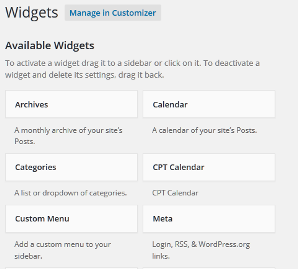 Widgets Manage in Customizer
Available Widgets
To activate a widget drag it to a sidebar or click on it. To deactivate a
widget and delete its settings, drag it back.
Archives Calendar
A monthly archive of your site's A calendar of your site's Posts.
Posts.
Categories CPT Calendar
A list or dropdown of categories. CPT Calendar
Custom Menu Meta
Add a custom menu to your Login, RSS, & WordPress.org
sidebar. links.